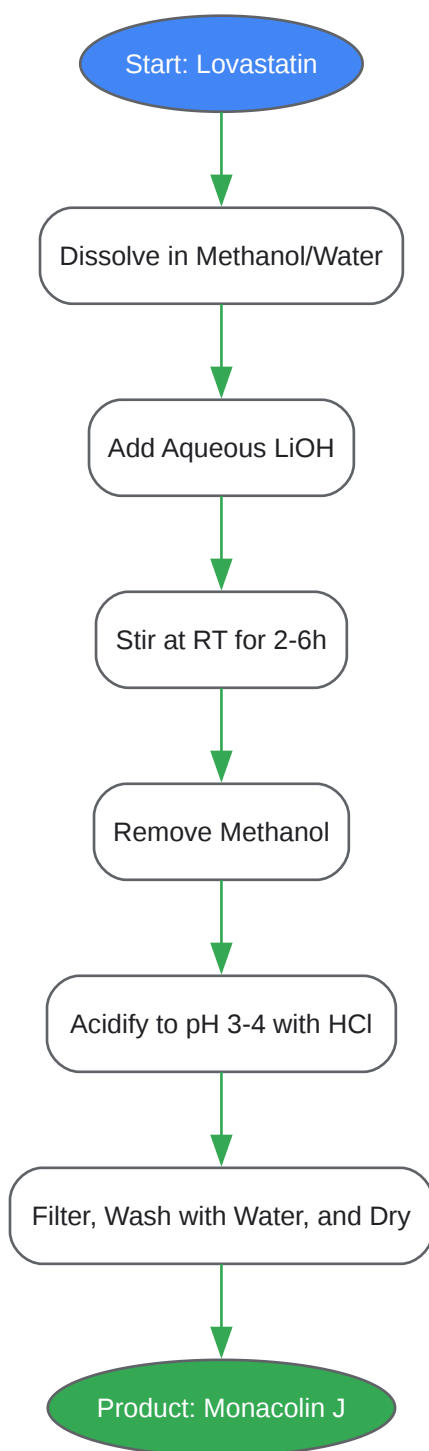 Start: Lovastatin
Dissolve in Methanol/Water
Add Aqueous LiOH
Stir at RT for 2-6h
Remove Methanol
Acidify to pH 3-4 with HCl
Filter, Wash with Water, and Dry
Product: Monacolin J